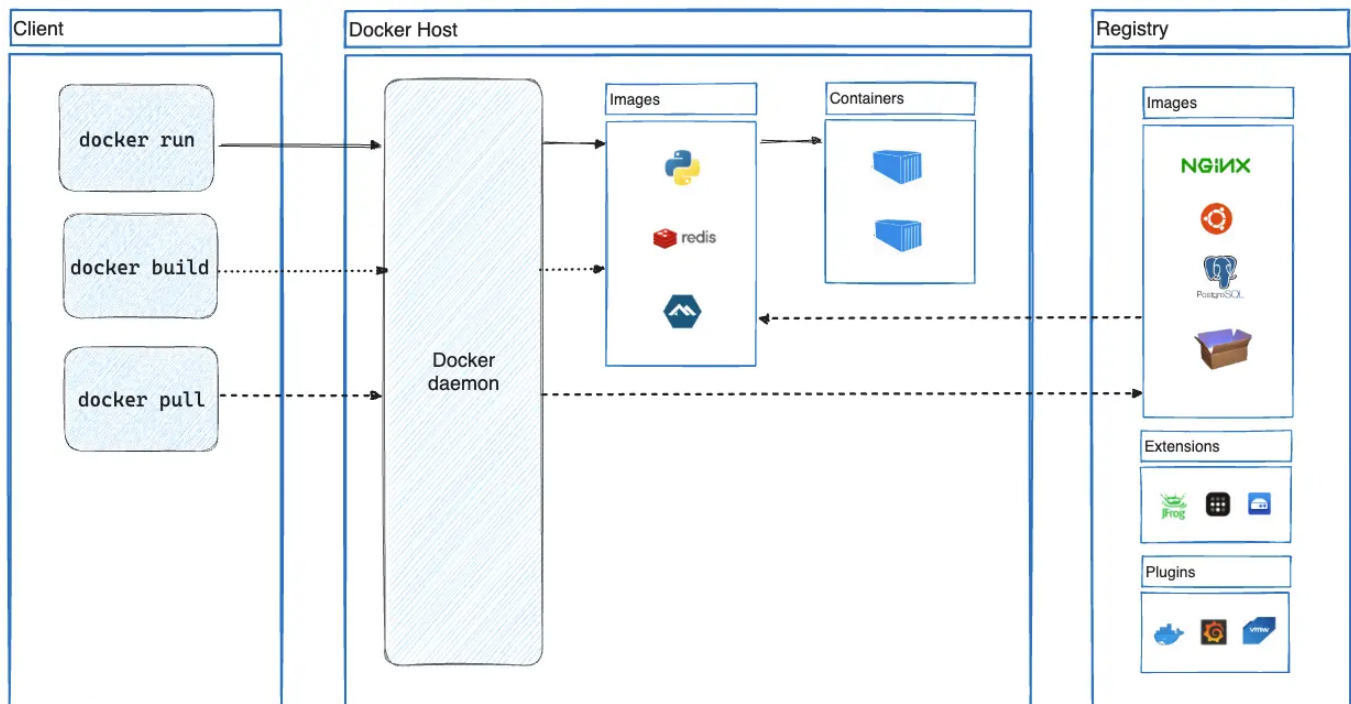 Client
docker run
docker build
docker pull
Docker Host
Docker
daemon
Images
redis
Containers
Registry
Images
NGINX
PostgreSQL
Extensions
JFrog
Plugins
vmw